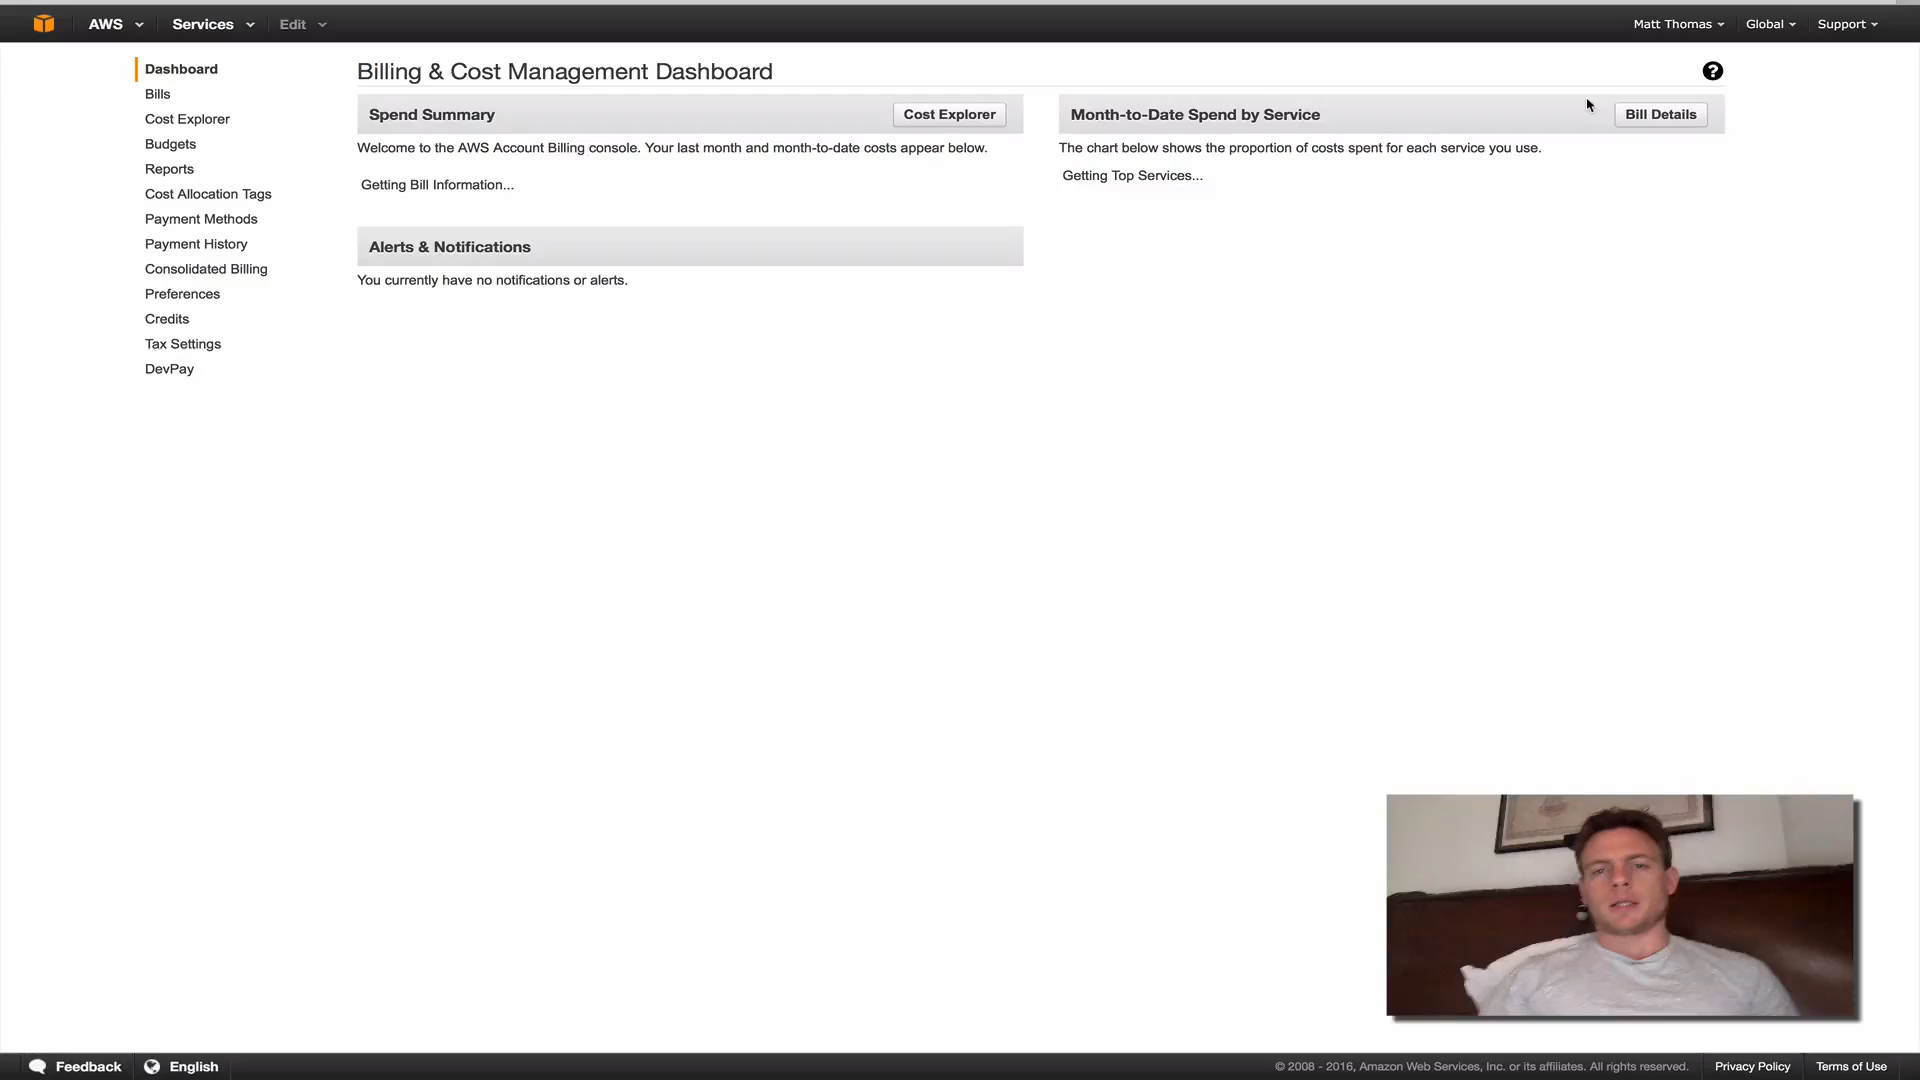 AWS Services Edit Matt Thomas Global Support
Dashboard
Bills
Cost Explorer
Budgets
Reports
Cost Allocation Tags
Payment Methods
Payment History
Consolidated Billing
Preferences
Credits
Tax Settings
DevPay
Billing & Cost Management Dashboard
?
Spend Summary
Cost Explorer
Welcome to the AWS Account Billing console. Your last month and month-to-date costs appear below.
Getting Bill Information...
Alerts & Notifications
You currently have no notifications or alerts.
Month-to-Date Spend by Service
Bill Details
The chart below shows the proportion of costs spent for each service you use.
Getting Top Services...
Feedback English © 2008 - 2016, Amazon Web Services, Inc. or its affiliates. All rights reserved. Privacy Policy Terms of Use